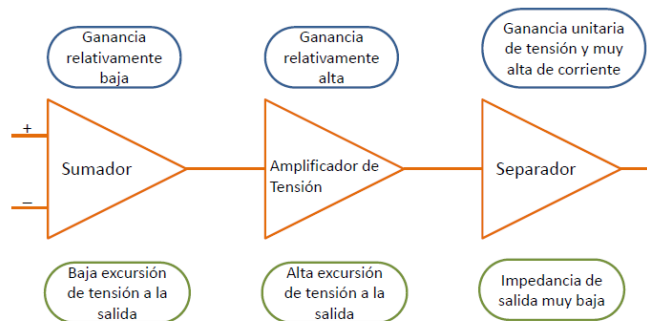 Ganancia
relativamente
baja
Ganancia
relativamente
alta
Ganancia unitaria
de tensión y muy
alta de corriente
+
Sumador
−
Amplificador de
Tensión
Separador
Baja excursión
de tensión a la
salida
Alta excursión
de tensión a la
salida
Impedancia de
salida muy baja